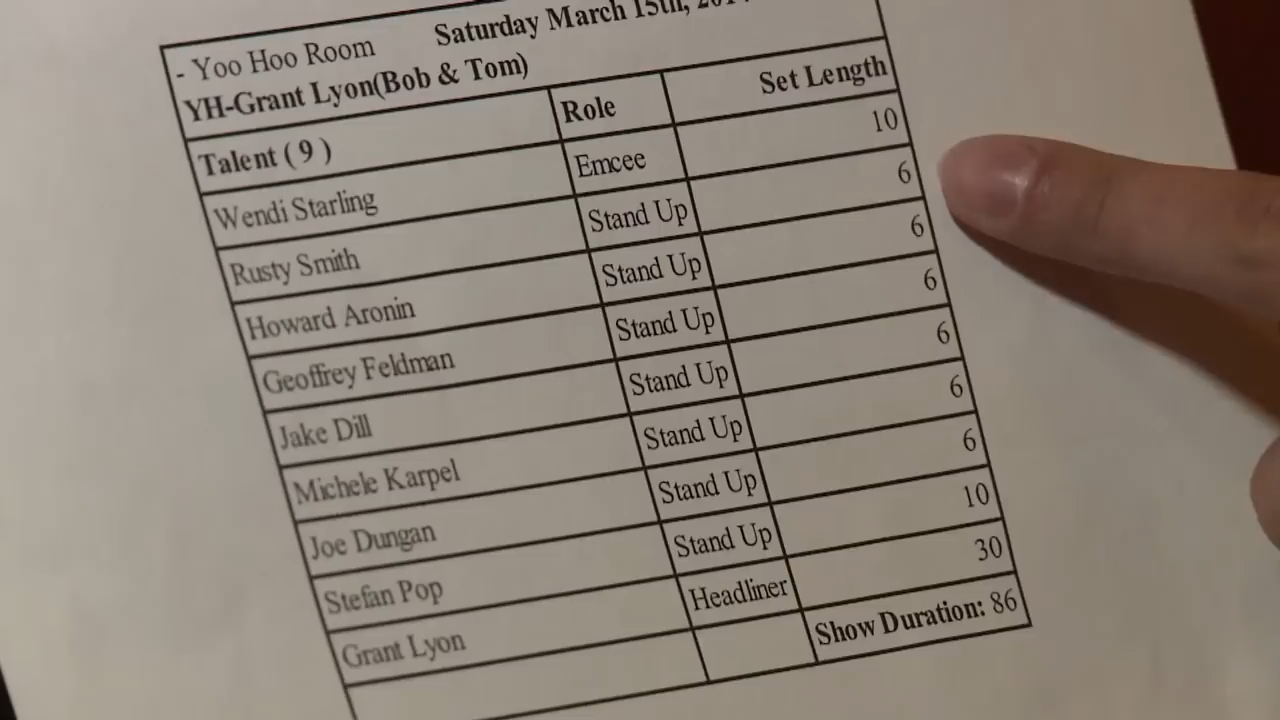 - Yoo Hoo Room Saturday March 15th,
YH-Grant Lyon(Bob & Tom)
Talent ( 9 ) Role Set Length
Wendi Starling Emcee 10
Rusty Smith Stand Up 6
Howard Aronin Stand Up 6
Geoffrey Feldman Stand Up 6
Jake Dill Stand Up 6
Michele Karpel Stand Up 6
Joe Dungan Stand Up 6
Stefan Pop Stand Up 10
Grant Lyon Headliner 30
Show Duration: 86